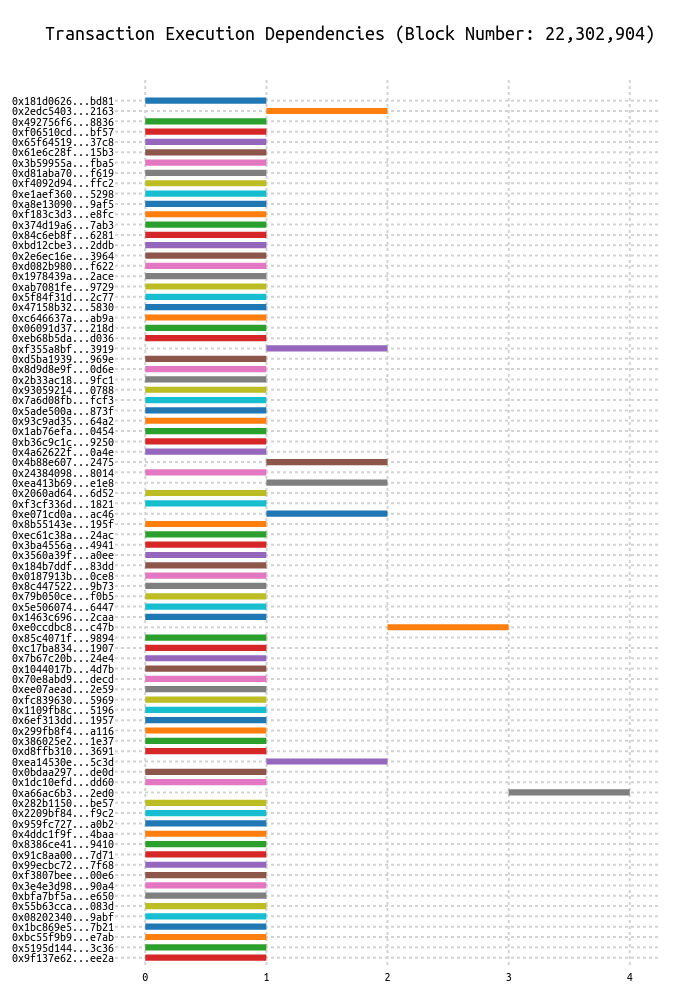 Transaction Execution Dependencies (Block Number: 22,302,904)
0x181d0626...bd81
0x2edc5403...2163
0x492756f6...8836
0xf06510cd...bf57
0x65f64519...37c8
0x61e6c28f...15b3
0x3b59955a...fba5
0xd81aba70...f619
0xf4092d94...ffc2
0xe1aef360...5298
0xa8e13090...9af5
0xf183c3d3...e8fc
0x374d19a6...7ab3
0x84c6eb8f...6281
0xbd12cbe3...2ddb
0x2e6ec16e...3964
0xd082b980...f622
0x1978439a...2ace
0xab7081fe...9729
0x5f84f31d...2c77
0x47158b32...5830
0xc646637a...ab9a
0x06091d37...218d
0xeb68b5da...d036
0xf355a8bf...3919
0xd5ba1939...969e
0x8d9d8e9f...0d6e
0x2b33ac18...9fc1
0x93059214...0788
0x7a6d08fb...fcf3
0x5ade500a...873f
0x93c9ad35...64a2
0x1ab76efa...0454
0xb36c9c1c...9250
0x4a62622f...0a4e
0x4b88e607...2475
0x24384098...8014
0xea413b69...e1e8
0x2060ad64...6d52
0xf3cf336d...1821
0xe071cd0a...ac46
0x8b55143e...195f
0xec61c38a...24ac
0x3ba4556a...4941
0x3560a39f...a0ee
0x184b7ddf...83dd
0x0187913b...0ce8
0x8c447522...9b73
0x79b050ce...f0b5
0x5e506074...6447
0x1463c696...2caa
0xe0ccdbc8...c47b
0x85c4071f...9894
0xc17ba834...1907
0x7b67c20b...24e4
0x1044017b...4d7b
0x70e8abd9...decd
0xee07aead...2e59
0xfc839630...5969
0x1109fb8c...5196
0x6ef313dd...1957
0x299fb8f4...a116
0x386025e2...1e37
0xd8ffb310...3691
0xea14530e...5c3d
0x0bdaa297...de0d
0x1dc10efd...dd60
0xa66ac6b3...2ed0
0x282b1150...be57
0x2209bf84...f9c2
0x959fc727...a0b2
0x4ddc1f9f...4baa
0x8386ce41...9410
0x91c8aa00...7d71
0x99ecbc72...7f68
0xf3807bee...00e6
0x3e4e3d98...90a4
0xbfa7bf5a...e650
0x55b63cca...083d
0x08202340...9abf
0x1bc869e5...7b21
0xbc55f9b9...e7ab
0x5195d144...3c36
0x9f137e62...ee2a
0 1 2 3 4